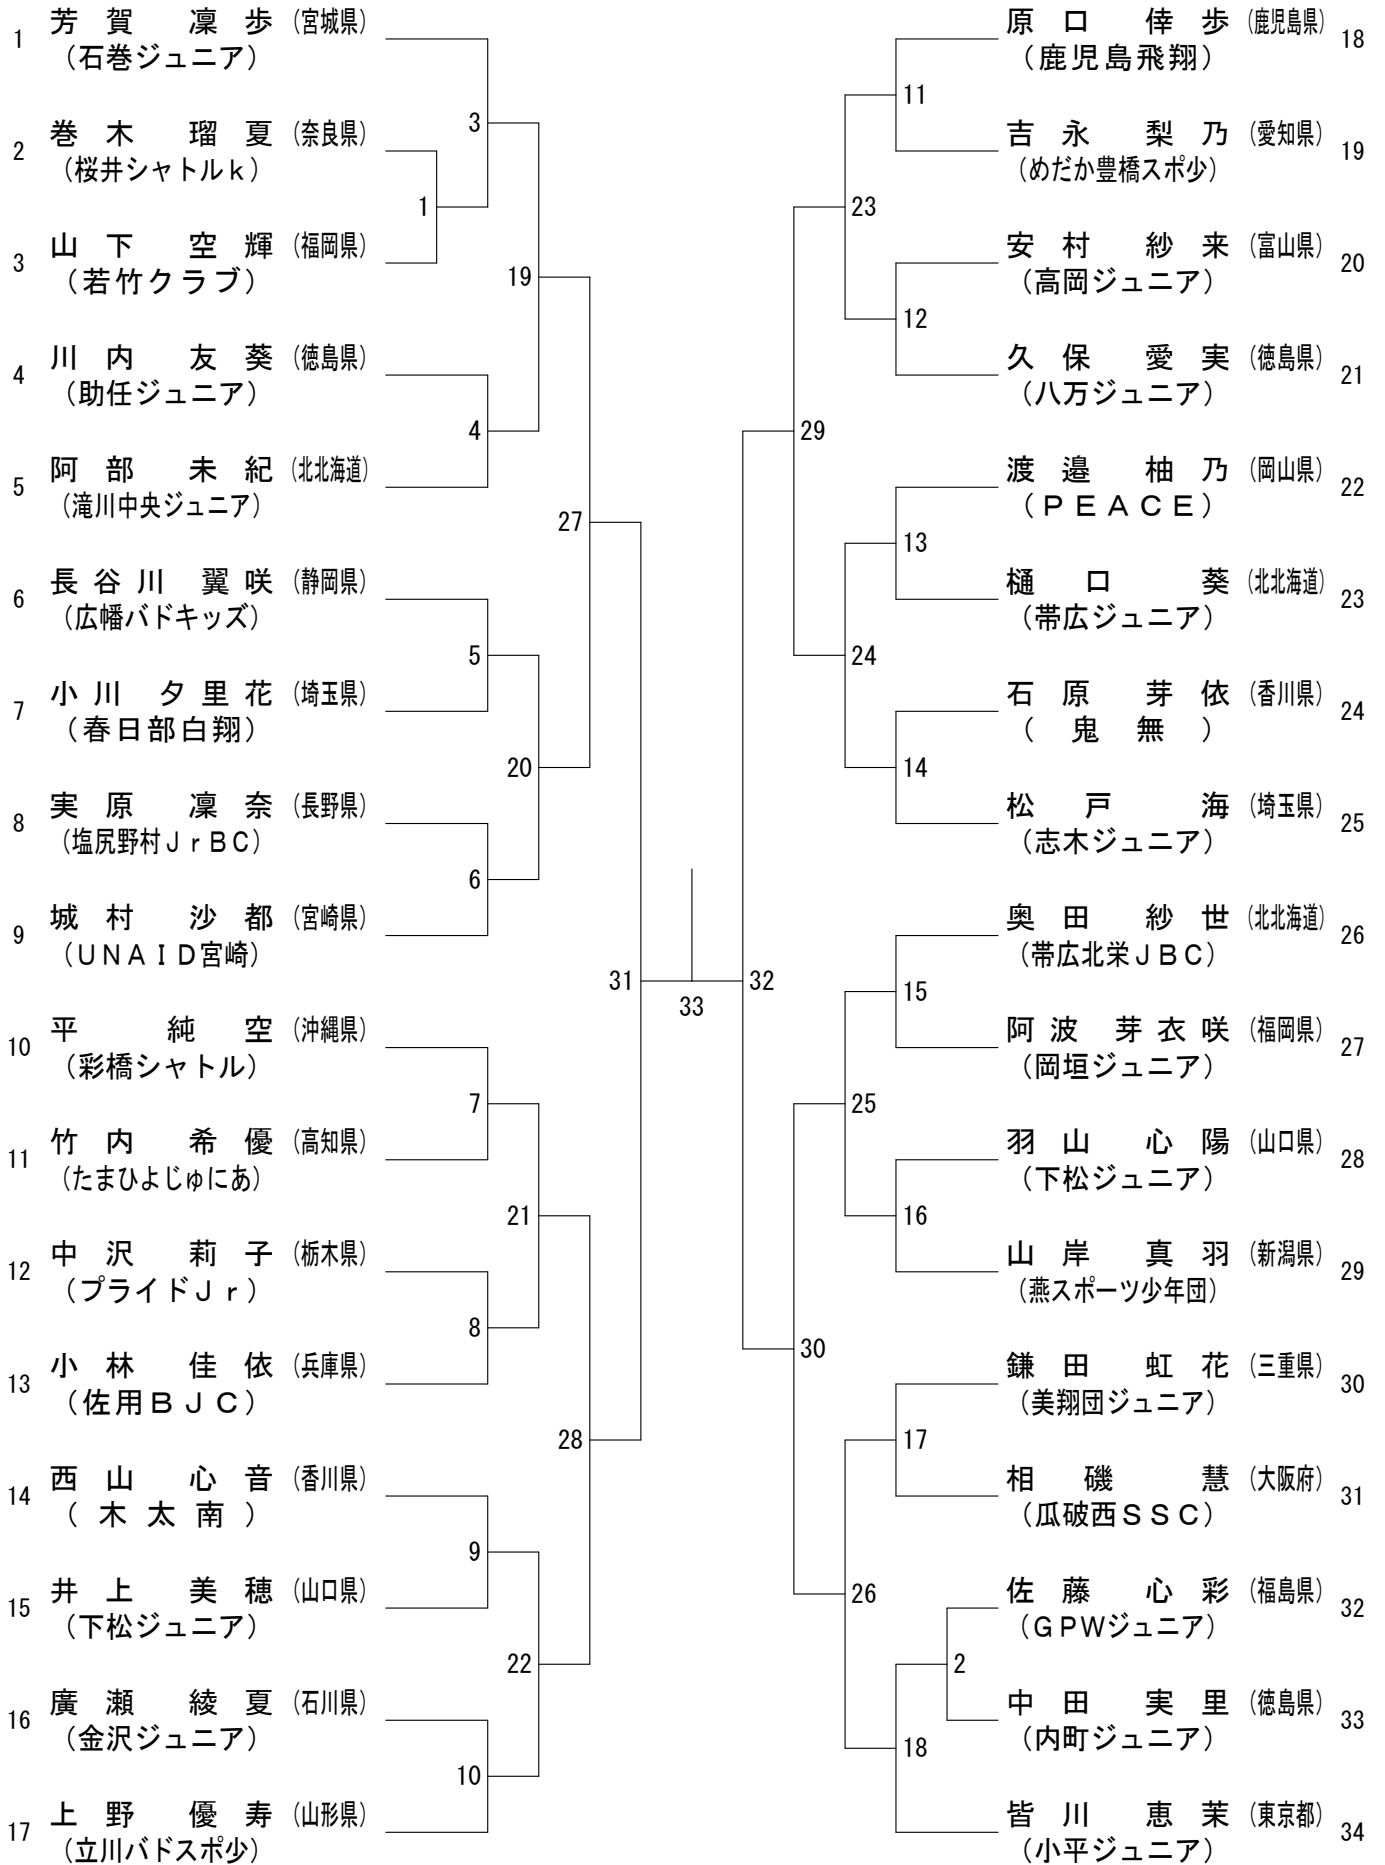 1 芳賀 凜歩 (宮城県)
(石巻ジュニア)
2 巻木 瑠夏 (奈良県)
(桜井シャトルｋ)
3 山下 空輝 (福岡県)
(若竹クラブ)
4 川内 友葵 (徳島県)
(助任ジュニア)
5 阿部 未紀 (北北海道)
(滝川中央ジュニア)
6 長谷川 翼咲 (静岡県)
(広幡バドキッズ)
7 小川 夕里花 (埼玉県)
(春日部白翔)
8 実原 凜奈 (長野県)
(塩尻野村ＪｒＢＣ)
9 城村 沙都 (宮崎県)
(ＵＮＡＩＤ宮崎)
10 平 純空 (沖縄県)
(彩橋シャトル)
11 竹内 希優 (高知県)
(たまひよじゅにあ)
12 中沢 莉子 (栃木県)
(プライドＪｒ)
13 小林 佳依 (兵庫県)
(佐用ＢＪＣ)
14 西山 心音 (香川県)
(木太南)
15 井上 美穂 (山口県)
(下松ジュニア)
16 廣瀬 綾夏 (石川県)
(金沢ジュニア)
17 上野 優寿 (山形県)
(立川バドスポ少)
3
1
19
4
27
5
20
6
31
7
21
8
28
9
22
10
33
原口 倖歩 (鹿児島県) 18
(鹿児島飛翔)
吉永 梨乃 (愛知県) 19
(めだか豊橋スポ少)
安村 紗来 (富山県) 20
(高岡ジュニア)
久保 愛実 (徳島県) 21
(八万ジュニア)
渡邉 柚乃 (岡山県) 22
(ＰＥＡＣＥ)
樋口 葵 (北北海道) 23
(帯広ジュニア)
石原 芽依 (香川県) 24
(鬼無)
松戸 海 (埼玉県) 25
(志木ジュニア)
奥田 紗世 (北北海道) 26
(帯広北栄ＪＢＣ)
阿波 芽衣咲 (福岡県) 27
(岡垣ジュニア)
羽山 心陽 (山口県) 28
(下松ジュニア)
山岸 真羽 (新潟県) 29
(燕スポーツ少年団)
鎌田 虹花 (三重県) 30
(美翔団ジュニア)
相磯 慧 (大阪府) 31
(瓜破西ＳＳＣ)
佐藤 心彩 (福島県) 32
(ＧＰＷジュニア)
中田 実里 (徳島県) 33
(内町ジュニア)
皆川 恵茉 (東京都) 34
(小平ジュニア)
11
23
12
29
13
24
14
32
15
25
16
30
17
26
2
18